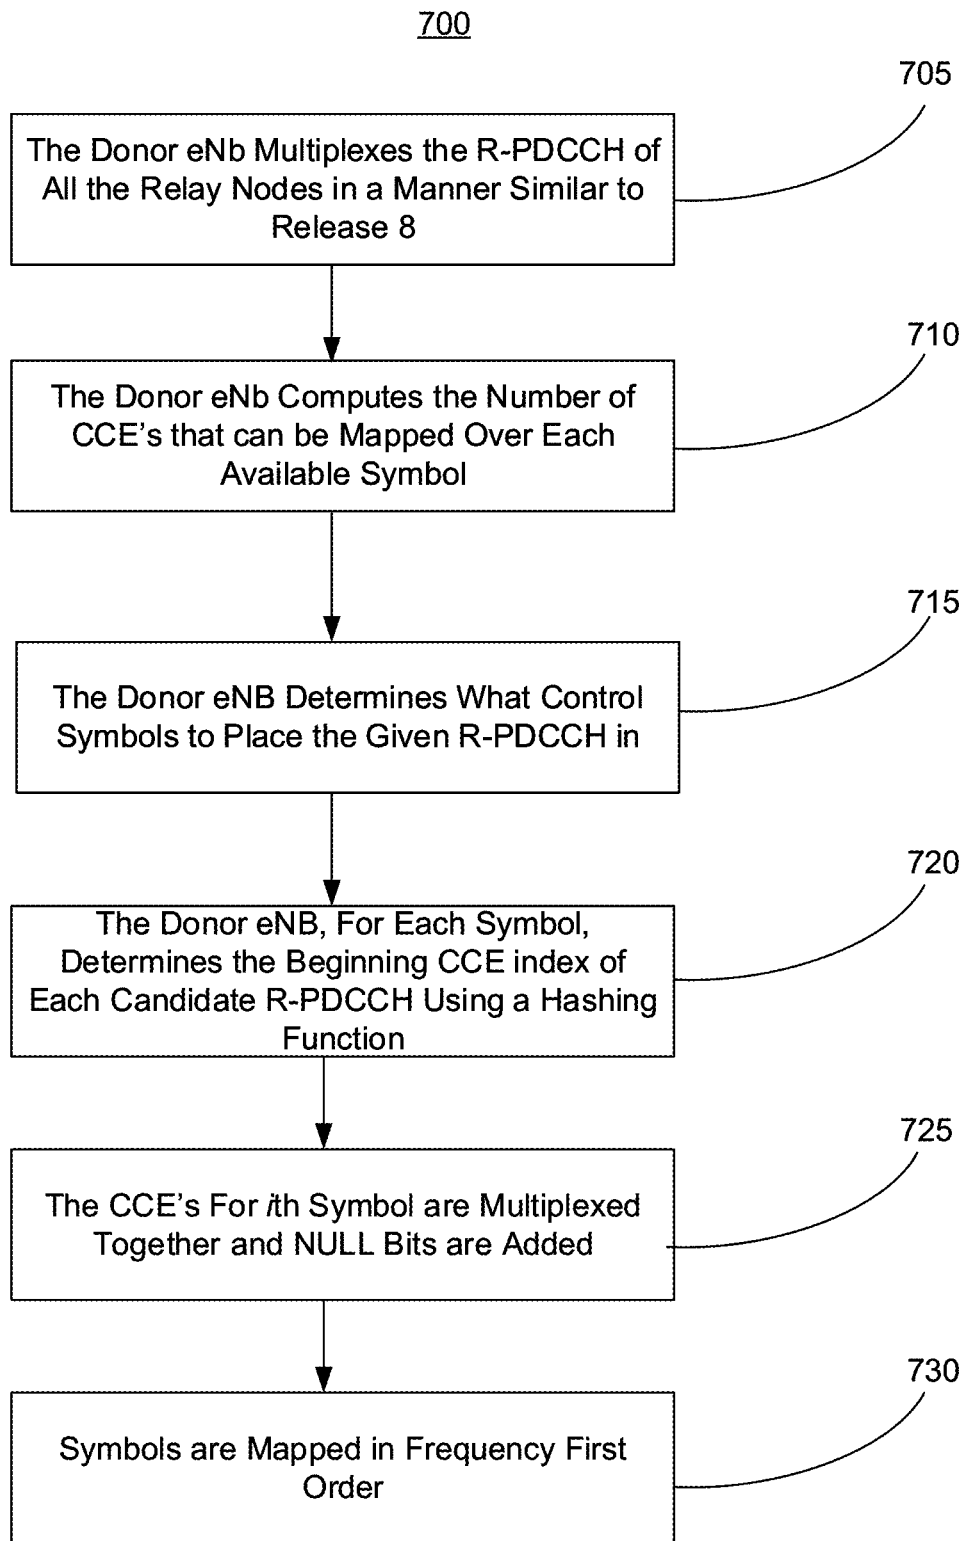 700
705
The Donor eNb Multiplexes the R-PDCCH of
All the Relay Nodes in a Manner Similar to
Release 8
710
The Donor eNb Computes the Number of
CCE's that can be Mapped Over Each
Available Symbol
715
The Donor eNB Determines What Control
Symbols to Place the Given R-PDCCH in
720
The Donor eNB, For Each Symbol,
Determines the Beginning CCE index of
Each Candidate R-PDCCH Using a Hashing
Function
725
The CCE's For ith Symbol are Multiplexed
Together and NULL Bits are Added
730
Symbols are Mapped in Frequency First
Order